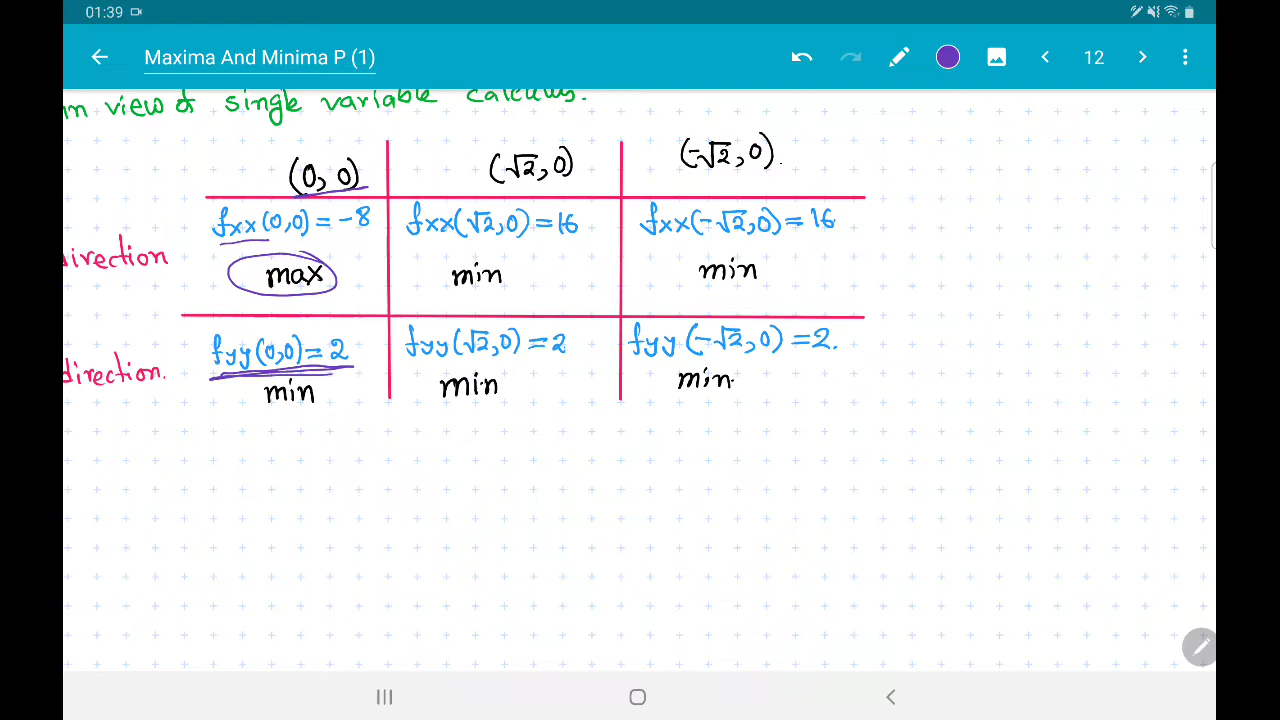 01:39
Maxima And Minima P (1)
12
in view of single variable calculus.
(0, 0) (√2, 0) (-√2, 0).
fxx (0, 0) = -8 fxx(√2, 0) = 16 fxx(-√2, 0) = 16
direction max min min
fyy (0,0) = 2 fyy(√2, 0) = 2 fyy (-√2, 0) = 2.
direction. min min min